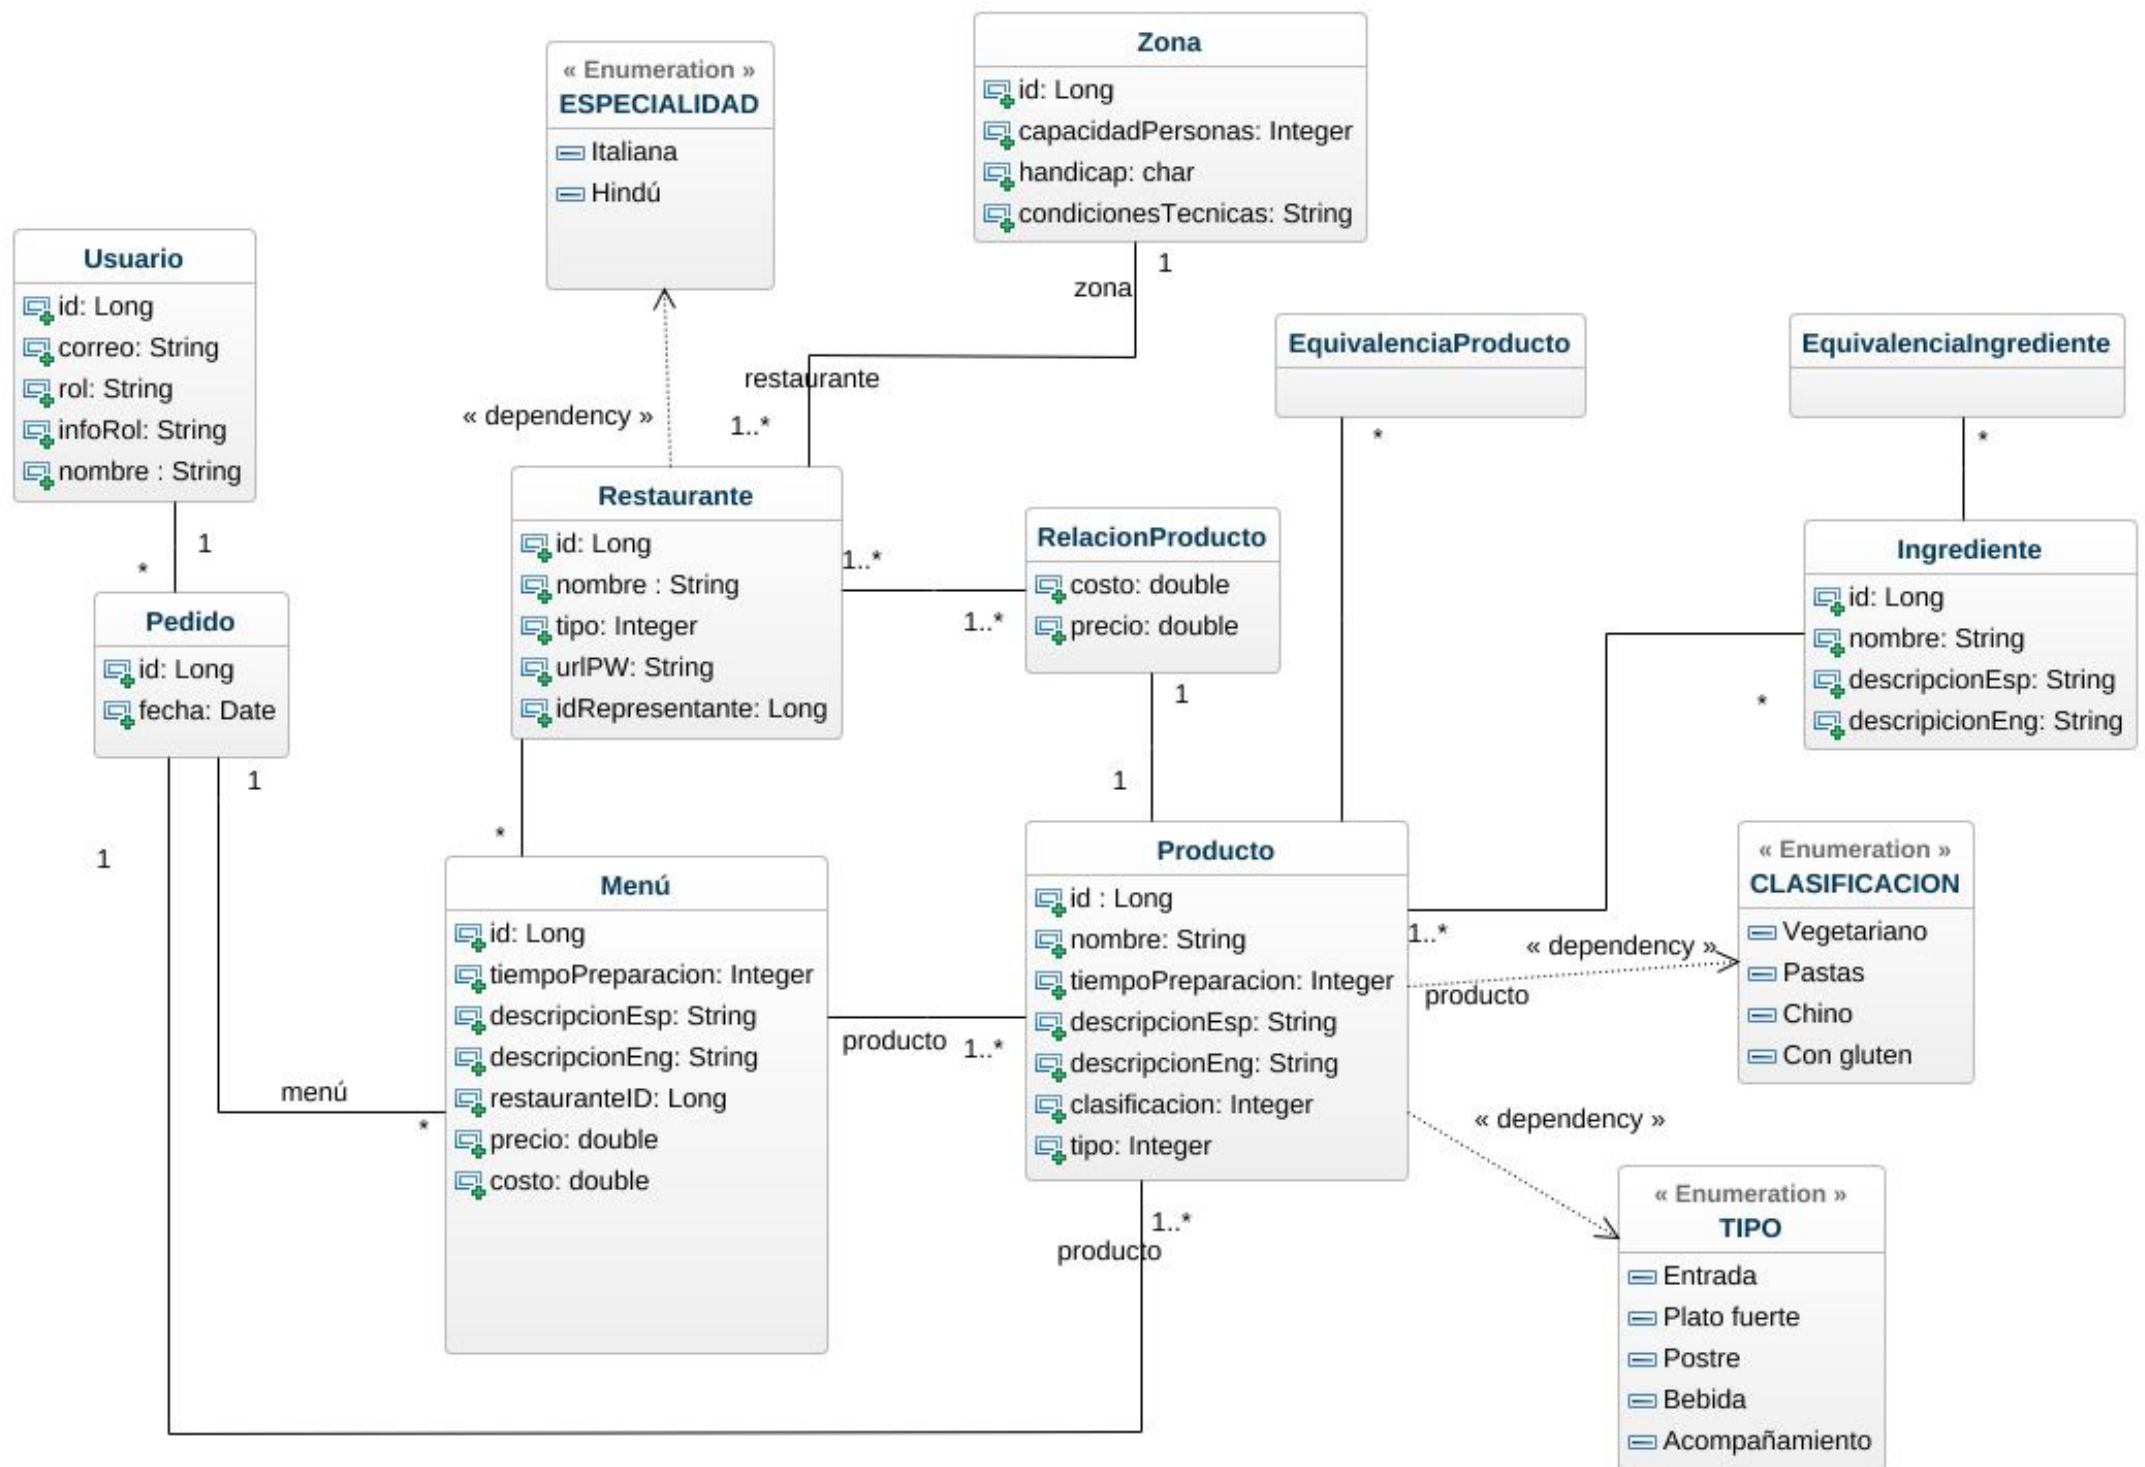 Zona
id: Long
capacidadPersonas: Integer
handicap: char
condicionesTecnicas: String
1
zona
« Enumeration »
ESPECIALIDAD
Italiana
Hindú
« dependency »
restaurante
1..*
Usuario
id: Long
correo: String
rol: String
infoRol: String
nombre : String
1
*
EquivalenciaProducto
*
EquivalenciaIngrediente
*
Restaurante
id: Long
nombre : String
tipo: Integer
urlPW: String
idRepresentante: Long
1..*
1..*
RelacionProducto
costo: double
precio: double
1
1
Ingrediente
id: Long
nombre: String
descripcionEsp: String
descripicionEng: String
*
Pedido
id: Long
fecha: Date
1
1
*
Menú
id: Long
tiempoPreparacion: Integer
descripcionEsp: String
descripcionEng: String
restauranteID: Long
precio: double
costo: double
menú
*
producto
1..*
Producto
id : Long
nombre: String
tiempoPreparacion: Integer
descripcionEsp: String
descripcionEng: String
clasificacion: Integer
tipo: Integer
1..*
producto
1..*
« dependency »
producto
« Enumeration »
CLASIFICACION
Vegetariano
Pastas
Chino
Con gluten
« dependency »
« Enumeration »
TIPO
Entrada
Plato fuerte
Postre
Bebida
Acompañamiento